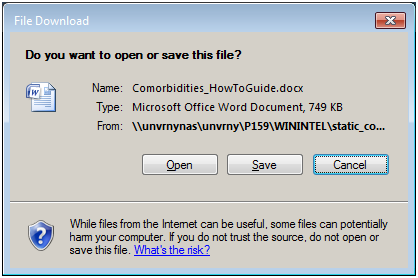 File Download
Do you want to open or save this file?
Name: Comorbidities_HowToGuide.docx
Type: Microsoft Office Word Document, 749 KB
From: \\unvrnynas\unvrny\P159\WININTEL\static_co...
Open Save Cancel
While files from the Internet can be useful, some files can potentially
harm your computer. If you do not trust the source, do not open or
save this file. What's the risk?